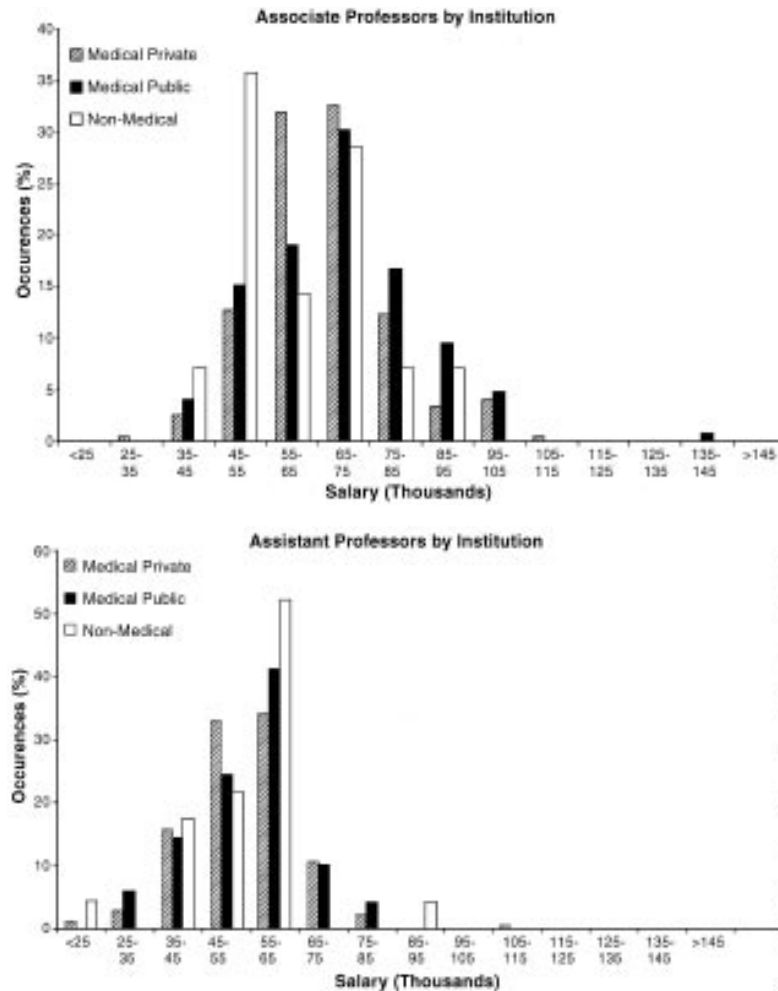 Associate Professors by Institution
40
Medical Private
35
Medical Public
30
Non-Medical
25
20
15
10
5
0
Occurences (%)
<25 25- 35- 45- 55- 65- 75- 85- 95- 105- 115- 125- 135- >145
35 45 55 65 75 85 95 105 115 125 135 145
Salary (Thousands)
Assistant Professors by Institution
60
Medical Private
50
Medical Public
Non-Medical
40
30
20
10
0
Occurences (%)
<25 25- 35- 45- 55- 65- 75- 85- 95- 105- 115- 125- 135- >145
35 45 55 65 75 85 95 105 115 125 135 145
Salary (Thousands)